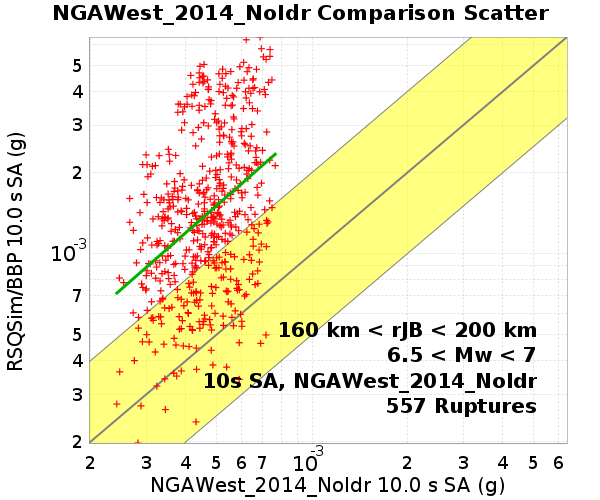 NGAWest_2014_NoIdr Comparison Scatter
RSQSim/BBP 10.0 s SA (g)
5
4
3
2
10-3
7
5
4
3
2
160 km < rJB < 200 km
6.5 < Mw < 7
10s SA, NGAWest_2014_NoIdr
557 Ruptures
2 3 4 5 6 7 10-3 2 3 4 5 6
NGAWest_2014_NoIdr 10.0 s SA (g)